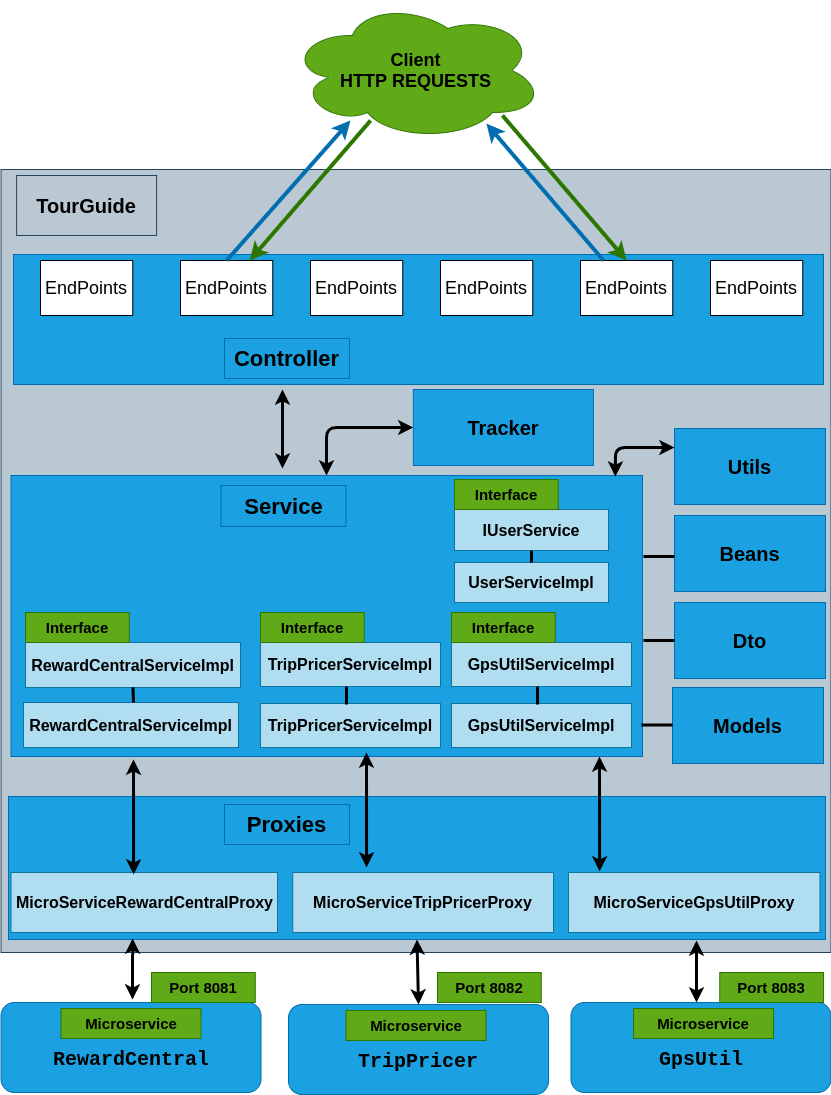 Client
HTTP REQUESTS
TourGuide
EndPoints
EndPoints
EndPoints
EndPoints
EndPoints
EndPoints
Controller
Tracker
Utils
Service
Interface
IUserService
UserServiceImpl
Beans
Dto
Interface
RewardCentralServiceImpl
RewardCentralServiceImpl
Interface
TripPricerServiceImpl
TripPricerServiceImpl
Interface
GpsUtilServiceImpl
GpsUtilServiceImpl
Models
Proxies
MicroServiceRewardCentralProxy
MicroServiceTripPricerProxy
MicroServiceGpsUtilProxy
Port 8081
Microservice
RewardCentral
Port 8082
Microservice
TripPricer
Port 8083
Microservice
GpsUtil